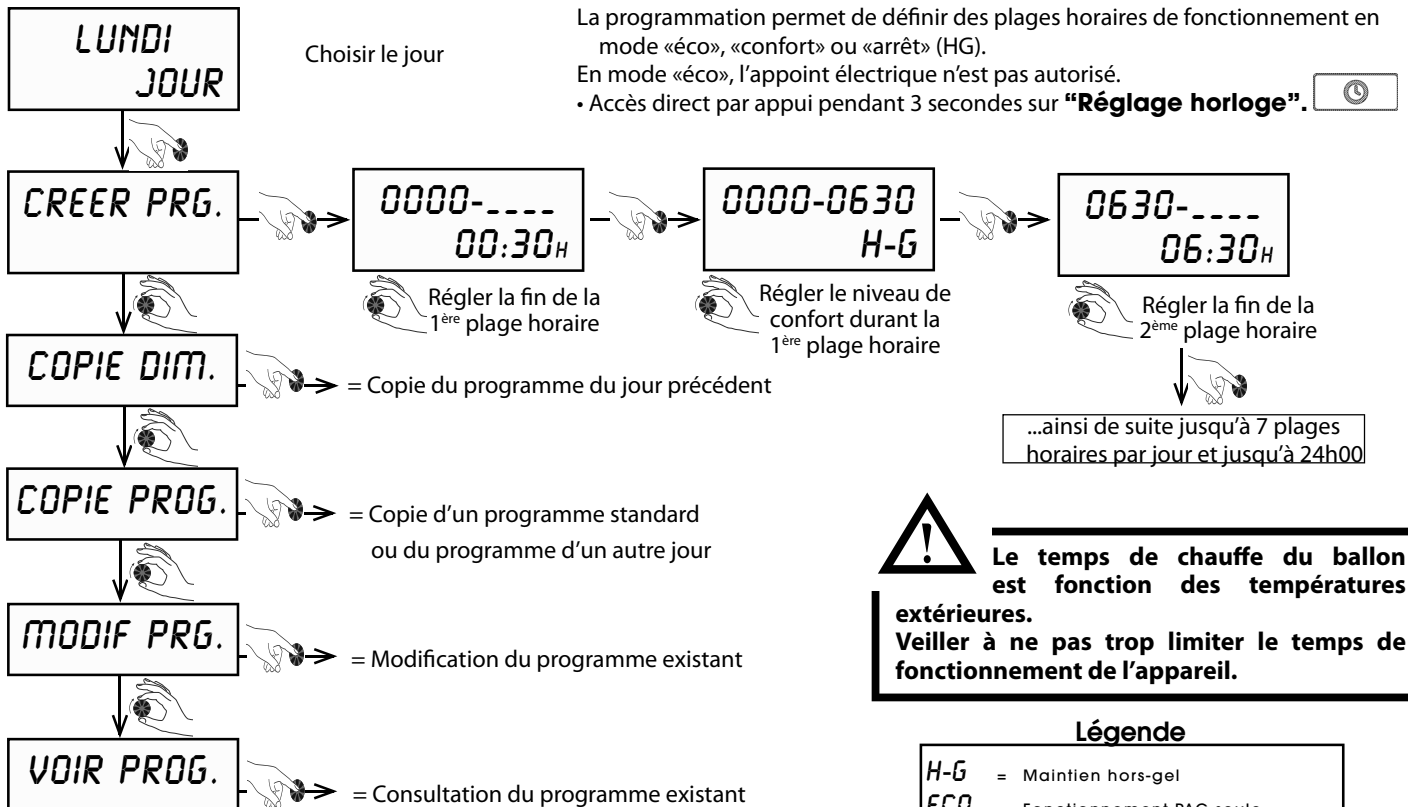 La programmation permet de définir des plages horaires de fonctionnement en
mode «éco», «confort» ou «arrêt» (HG).
En mode «éco», l'appoint électrique n'est pas autorisé.
• Accès direct par appui pendant 3 secondes sur "Réglage horloge".
LUNDI
JOUR
Choisir le jour
CREER PRG.
0000-____
00:30H
Régler la fin de la
1ère plage horaire
0000-0630
H-G
Régler le niveau de
confort durant la
1ère plage horaire
0630-____
06:30H
Régler la fin de la
2ème plage horaire
...ainsi de suite jusqu'à 7 plages
horaires par jour et jusqu'à 24h00
COPIE DIM.
= Copie du programme du jour précédent
COPIE PROG.
= Copie d'un programme standard
ou du programme d'un autre jour
MODIF PRG.
= Modification du programme existant
VOIR PROG.
= Consultation du programme existant
!
Le temps de chauffe du ballon
est fonction des températures
extérieures.
Veiller à ne pas trop limiter le temps de
fonctionnement de l'appareil.
Légende
H-G = Maintien hors-gel
ECO = Fonctionnement PAC seule